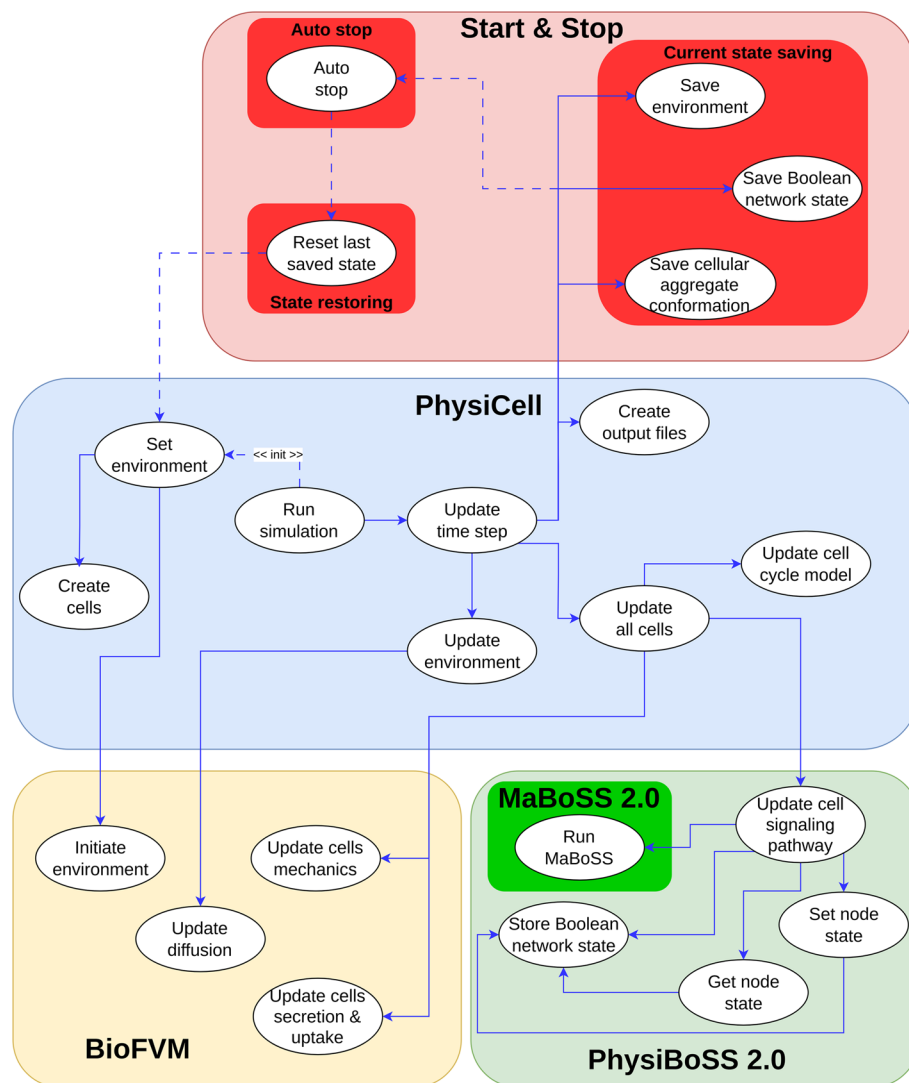 Start & Stop
Auto stop
Auto
stop
Current state saving
Save
environment
Save Boolean
network state
Reset last
saved state
State restoring
Save cellular
aggregate
conformation
PhysiCell
Create
output files
Set
environment
<< init >>
Run
simulation
Update
time step
Update cell
cycle model
Create
cells
Update
all cells
Update
environment
MaBoSS 2.0
Run
MaBoSS
Update cell
signaling
pathway
Initiate
environment
Update cells
mechanics
Update
diffusion
Store Boolean
network state
Set node
state
Get node
state
Update cells
secretion &
uptake
BioFVM
PhysiBoSS 2.0